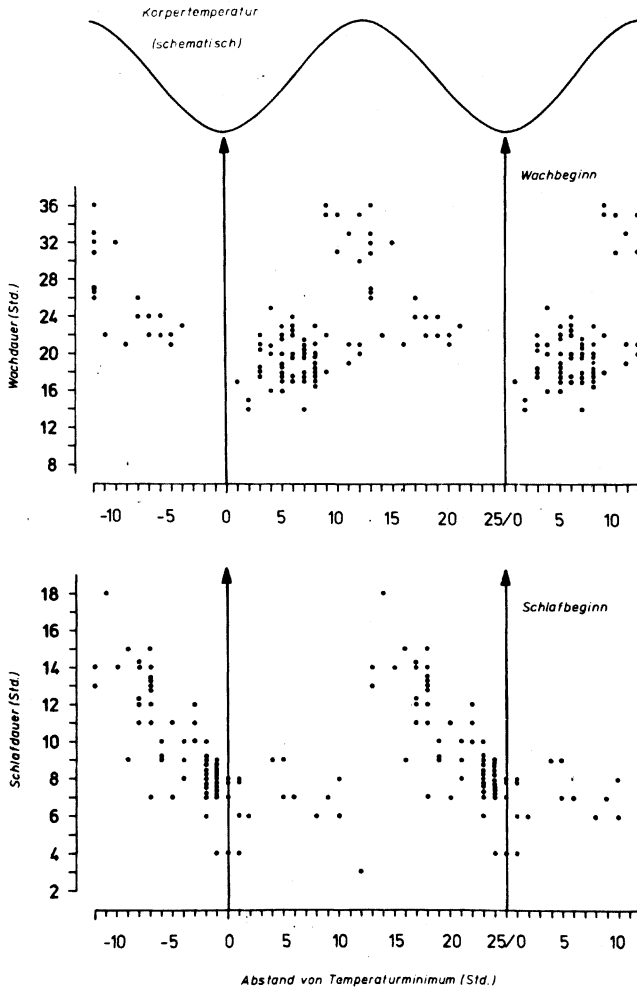 Körpertemperatur
(schematisch)
Wachbeginn
Wachdauer (Std.)
36
32
28
24
20
16
12
8
-10 -5 0 5 10 15 20 25/0 5 10
Schlafbeginn
Schlafdauer (Std.)
18
16
14
12
10
8
6
4
2
-10 -5 0 5 10 15 20 25/0 5 10
Abstand von Temperaturminimum (Std.)